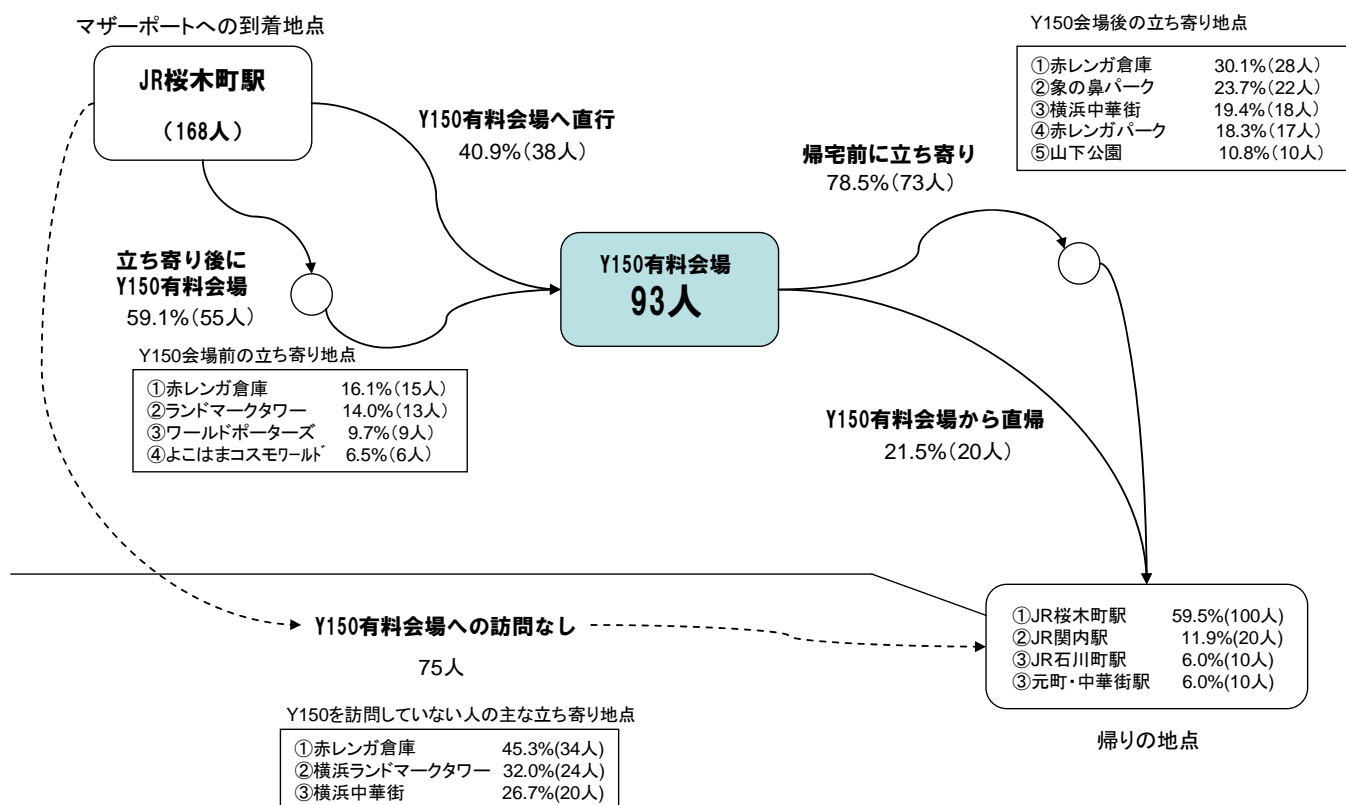 マザーポートへの到着地点
JR桜木町駅
(168人)
Y150有料会場へ直行
40.9%(38人)
立ち寄り後に
Y150有料会場
59.1%(55人)
Y150会場前の立ち寄り地点
①赤レンガ倉庫 16.1%(15人)
②ランドマークタワー 14.0%(13人)
③ワールドポーターズ 9.7%(9人)
④よこはまコスモワールド 6.5%(6人)
Y150有料会場
93人
帰宅前に立ち寄り
78.5%(73人)
Y150会場後の立ち寄り地点
①赤レンガ倉庫 30.1%(28人)
②象の鼻パーク 23.7%(22人)
③横浜中華街 19.4%(18人)
④赤レンガパーク 18.3%(17人)
⑤山下公園 10.8%(10人)
Y150有料会場から直帰
21.5%(20人)
Y150有料会場への訪問なし
75人
Y150を訪問していない人の主な立ち寄り地点
①赤レンガ倉庫 45.3%(34人)
②横浜ランドマークタワー 32.0%(24人)
③横浜中華街 26.7%(20人)
①JR桜木町駅 59.5%(100人)
②JR関内駅 11.9%(20人)
③JR石川町駅 6.0%(10人)
③元町・中華街駅 6.0%(10人)
帰りの地点